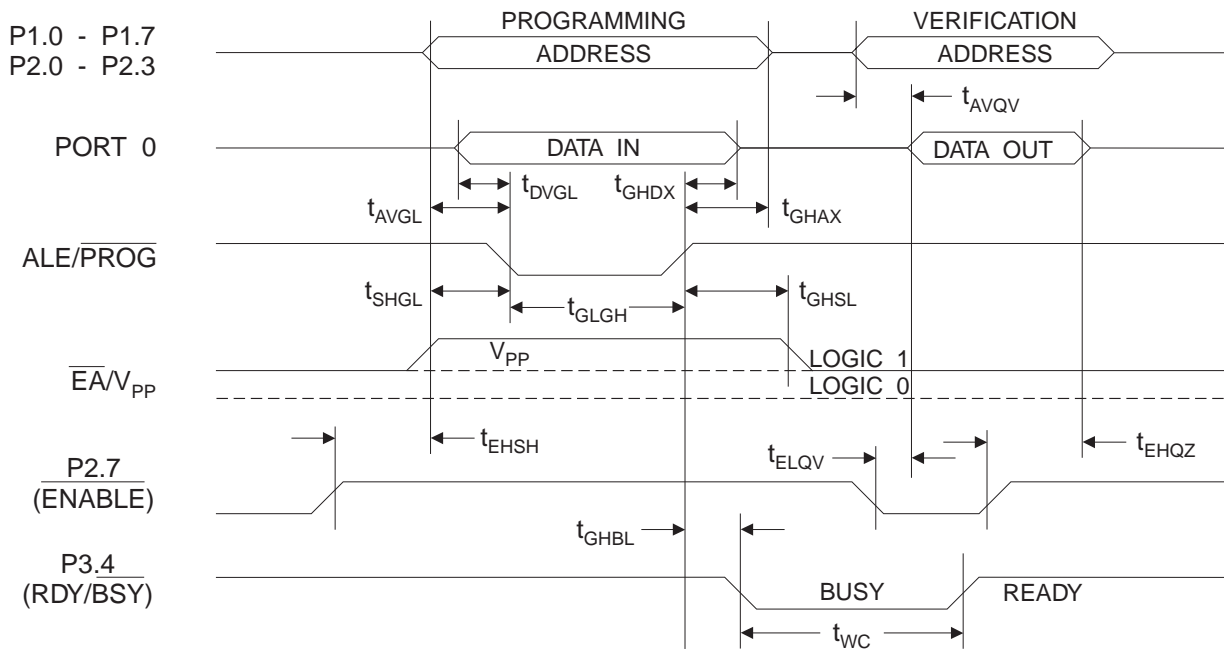 PROGRAMMING VERIFICATION
P1.0 - P1.7
P2.0 - P2.3
ADDRESS ADDRESS
tAVQV
PORT 0 DATA IN DATA OUT
tDVGL tGHDX
tAVGL tGHAX
ALE/PROG
tSHGL tGLGH tGHSL
EA/VPP VPP LOGIC 1
LOGIC 0
tEHSH tELQV tEHQZ
P2.7
(ENABLE)
tGHBL
P3.4
(RDY/BSY) BUSY READY
tWC